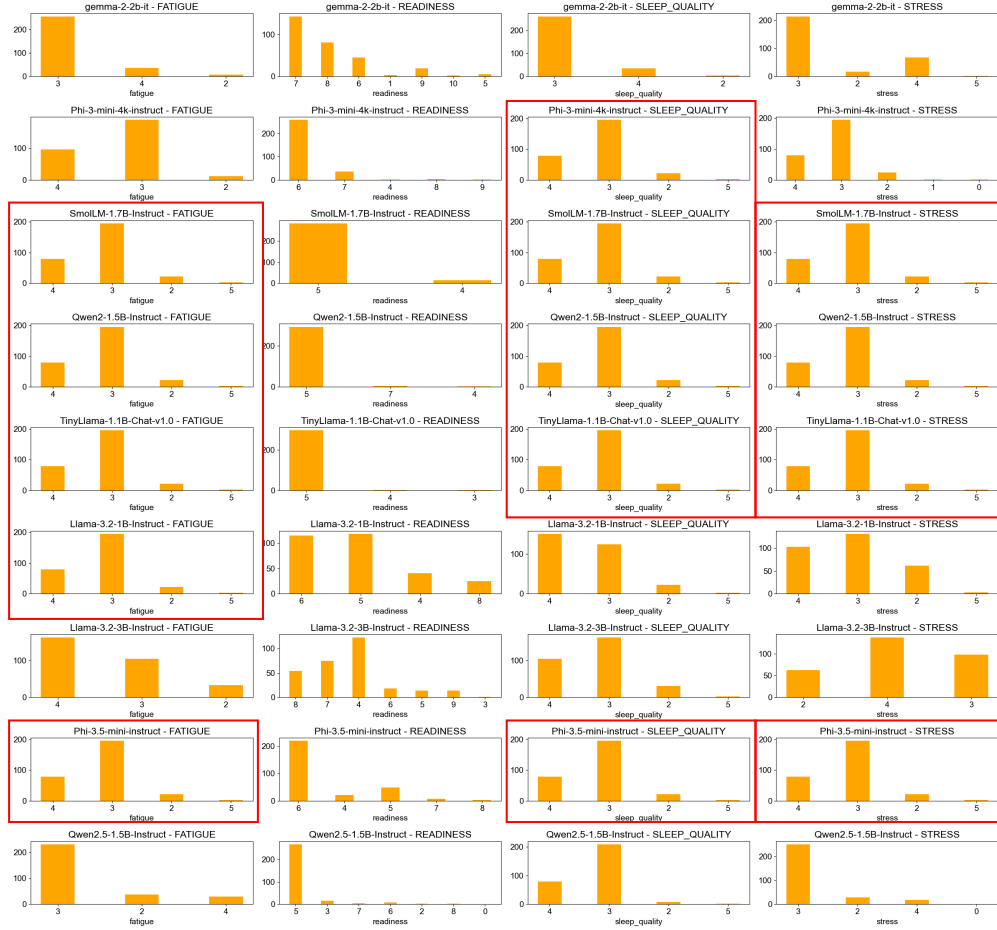 gemma-2-2b-it - FATIGUE
200
100
0
3 4 2
fatigue
gemma-2-2b-it - READINESS
100
0
7 8 6 1 9 10 5
readiness
gemma-2-2b-it - SLEEP_QUALITY
200
100
0
3 4 2
sleep_quality
gemma-2-2b-it - STRESS
200
100
0
3 2 4 5
stress
Phi-3-mini-4k-instruct - FATIGUE
100
0
4 3 2
fatigue
Phi-3-mini-4k-instruct - READINESS
200
100
0
6 7 4 8 9
readiness
Phi-3-mini-4k-instruct - SLEEP_QUALITY
200
100
0
4 3 2 5
sleep_quality
Phi-3-mini-4k-instruct - STRESS
200
100
0
4 3 2 1 0
stress
SmolLM-1.7B-Instruct - FATIGUE
200
100
0
4 3 2 5
fatigue
SmolLM-1.7B-Instruct - READINESS
200
100
0
5 4
readiness
SmolLM-1.7B-Instruct - SLEEP_QUALITY
200
100
0
4 3 2 5
sleep_quality
SmolLM-1.7B-Instruct - STRESS
200
100
0
4 3 2 5
stress
Qwen2-1.5B-Instruct - FATIGUE
200
100
0
4 3 2 5
fatigue
Qwen2-1.5B-Instruct - READINESS
200
100
0
5 7 4
readiness
Qwen2-1.5B-Instruct - SLEEP_QUALITY
200
100
0
4 3 2 5
sleep_quality
Qwen2-1.5B-Instruct - STRESS
200
100
0
4 3 2 5
stress
TinyLlama-1.1B-Chat-v1.0 - FATIGUE
200
100
0
4 3 2 5
fatigue
TinyLlama-1.1B-Chat-v1.0 - READINESS
200
100
0
5 4 3
readiness
TinyLlama-1.1B-Chat-v1.0 - SLEEP_QUALITY
200
100
0
4 3 2 5
sleep_quality
TinyLlama-1.1B-Chat-v1.0 - STRESS
200
100
0
4 3 2 5
stress
Llama-3.2-1B-Instruct - FATIGUE
200
100
0
4 3 2 5
fatigue
Llama-3.2-1B-Instruct - READINESS
100
50
0
6 5 4 8
readiness
Llama-3.2-1B-Instruct - SLEEP_QUALITY
100
0
4 3 2 5
sleep_quality
Llama-3.2-1B-Instruct - STRESS
100
50
0
4 3 2 5
stress
Llama-3.2-3B-Instruct - FATIGUE
100
0
4 3 2
fatigue
Llama-3.2-3B-Instruct - READINESS
100
50
0
8 7 4 6 5 9 3
readiness
Llama-3.2-3B-Instruct - SLEEP_QUALITY
100
0
4 3 2 5
sleep_quality
Llama-3.2-3B-Instruct - STRESS
100
50
0
2 4 3
stress
Phi-3.5-mini-instruct - FATIGUE
200
100
0
4 3 2 5
fatigue
Phi-3.5-mini-instruct - READINESS
200
100
0
6 4 5 7 8
readiness
Phi-3.5-mini-instruct - SLEEP_QUALITY
200
100
0
4 3 2 5
sleep_quality
Phi-3.5-mini-instruct - STRESS
200
100
0
4 3 2 5
stress
Qwen2.5-1.5B-Instruct - FATIGUE
200
100
0
3 2 4
fatigue
Qwen2.5-1.5B-Instruct - READINESS
200
100
0
5 3 7 6 2 8 0
readiness
Qwen2.5-1.5B-Instruct - SLEEP_QUALITY
200
100
0
4 3 2 5
sleep_quality
Qwen2.5-1.5B-Instruct - STRESS
200
100
0
3 2 4 0
stress